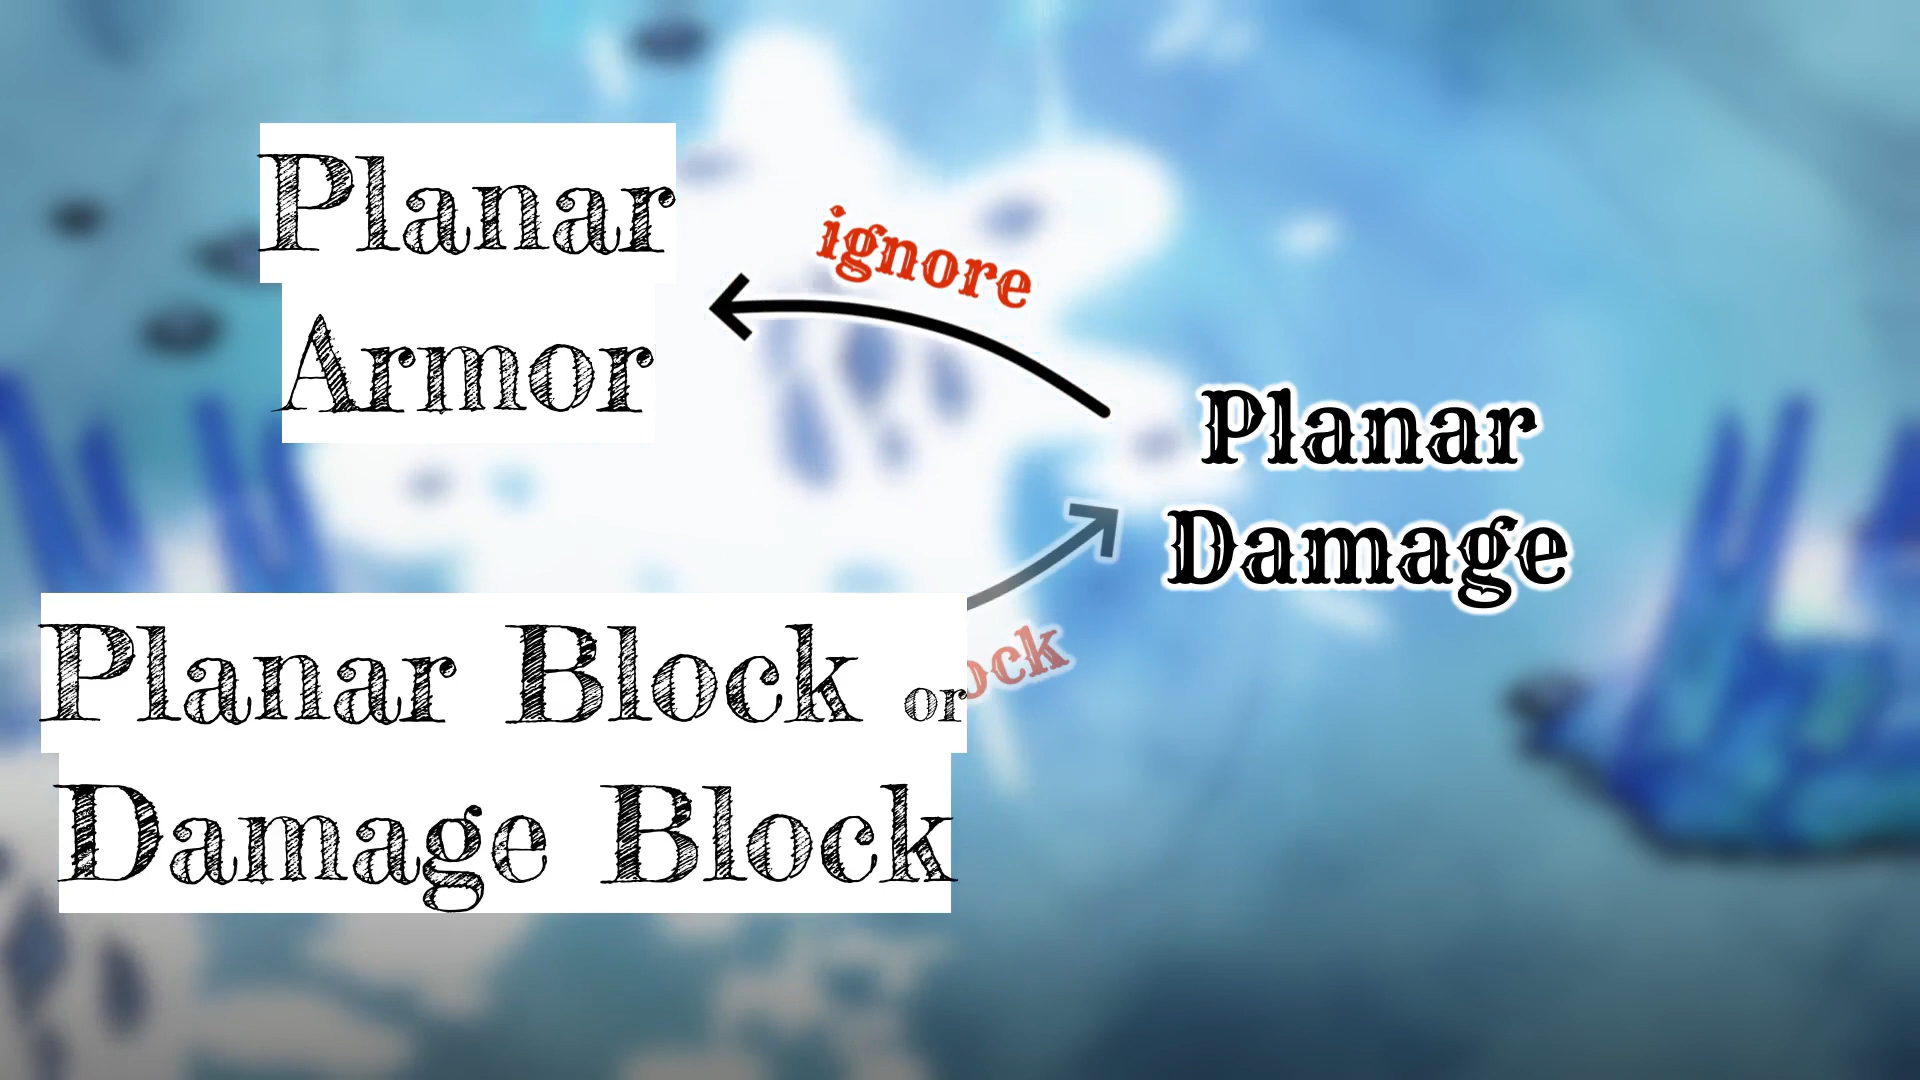 Planar
Armor
ignore
Planar
Damage
Planar Block or
Damage Block